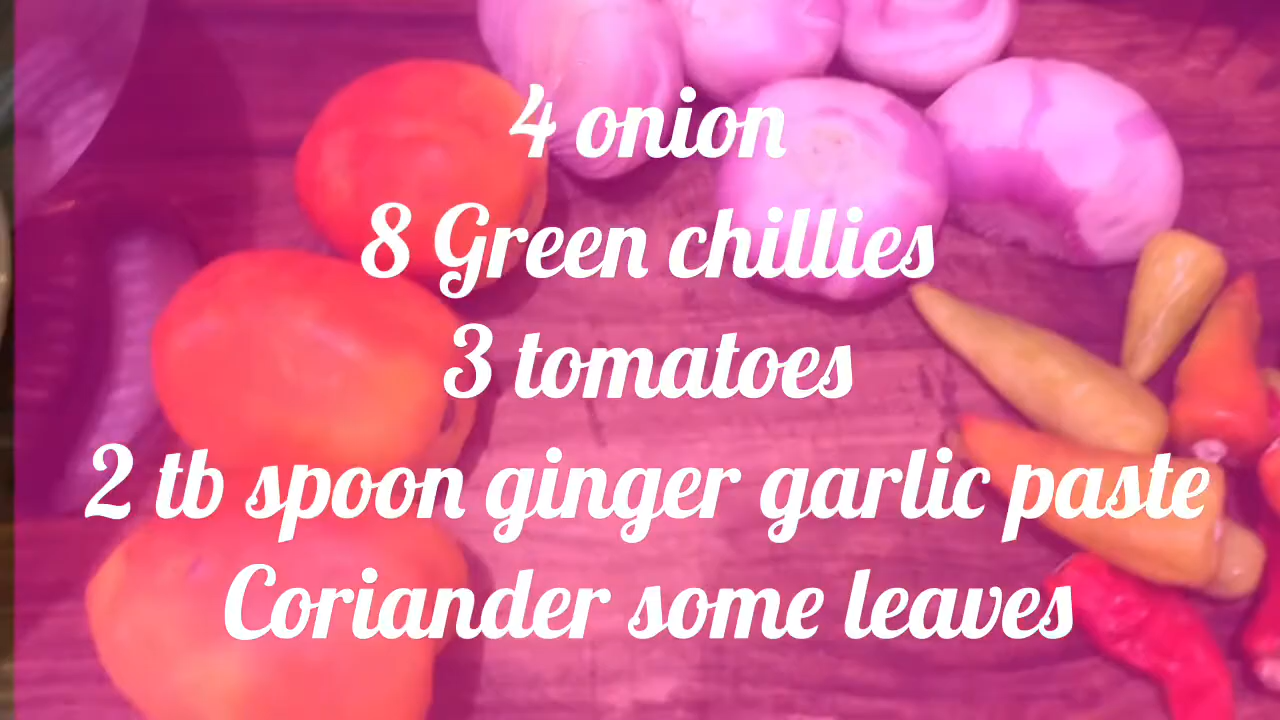 4 onion
8 Green chillies
3 tomatoes
2 tb spoon ginger garlic paste
Coriander some leaves